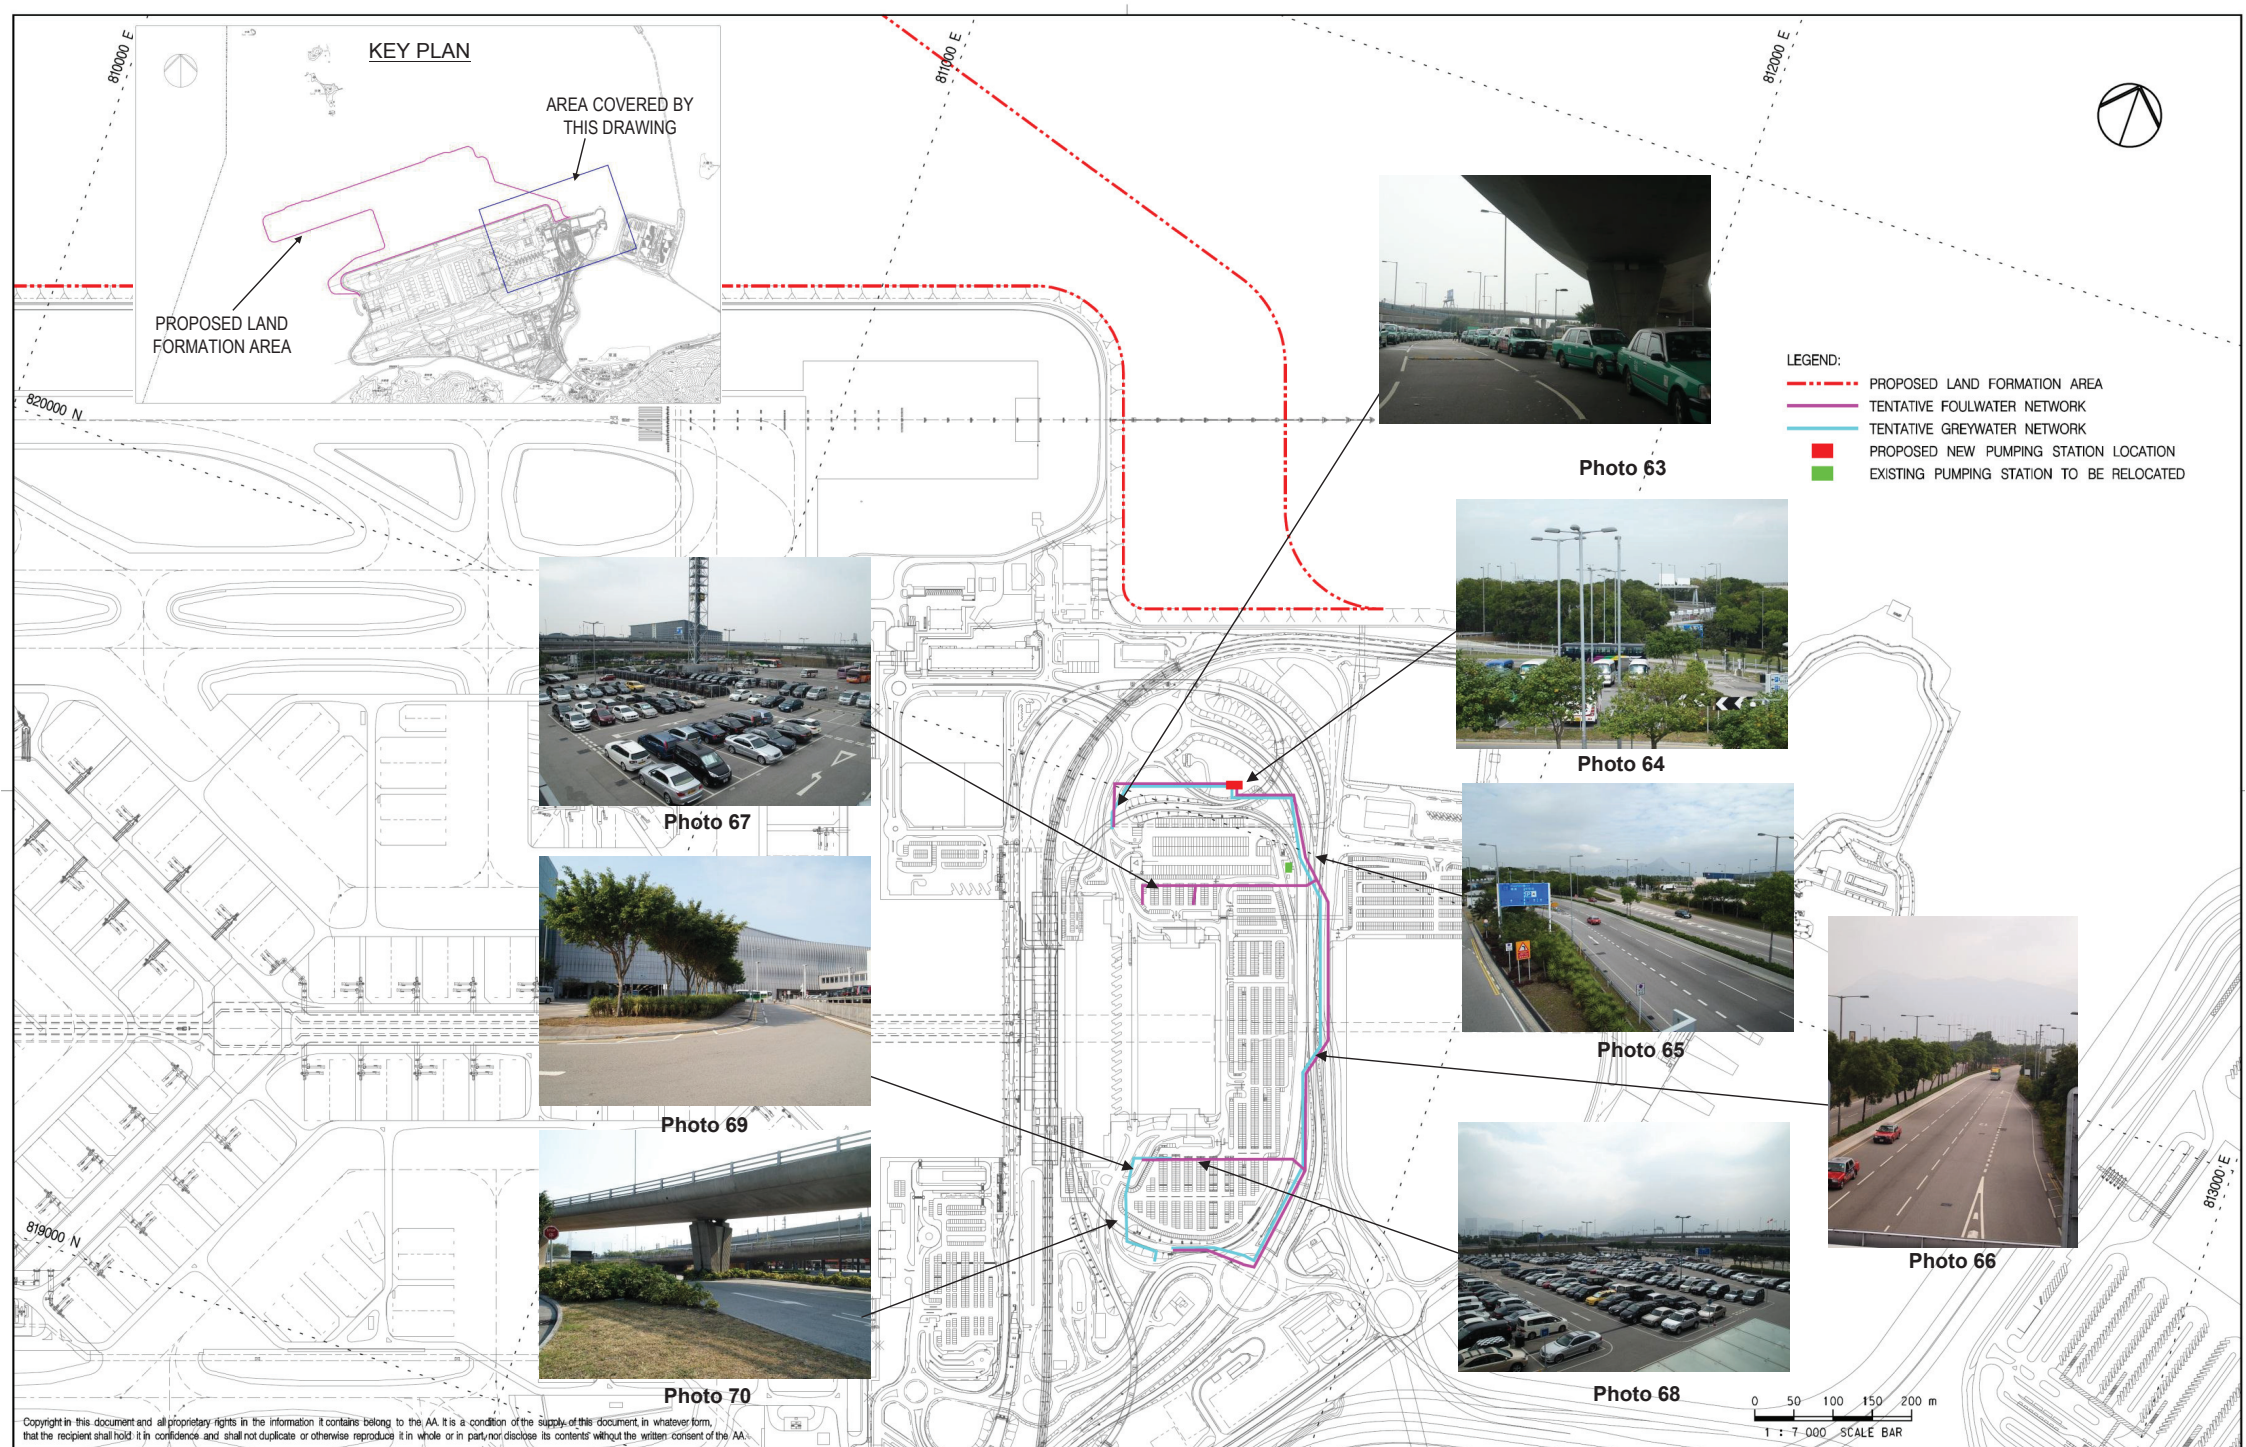 KEY PLAN
AREA COVERED BY
THIS DRAWING
PROPOSED LAND
FORMATION AREA
810000 E
811000 E
812000 E
813000 E
820000 N
819000 N
LEGEND:
PROPOSED LAND FORMATION AREA
TENTATIVE FOULWATER NETWORK
TENTATIVE GREYWATER NETWORK
PROPOSED NEW PUMPING STATION LOCATION
EXISTING PUMPING STATION TO BE RELOCATED
Photo 63
Photo 64
Photo 67
Photo 65
Photo 69
Photo 66
Photo 70
Photo 68
0 50 100 150 200 m
1 : 7 000 SCALE BAR
Copyright in this document and all proprietary rights in the information it contains belong to the AA. It is a condition of the supply of this document, in whatever form,
that the recipient shall hold it in confidence and shall not duplicate or otherwise reproduce it in whole or in part, nor disclose its contents without the written consent of the AA.